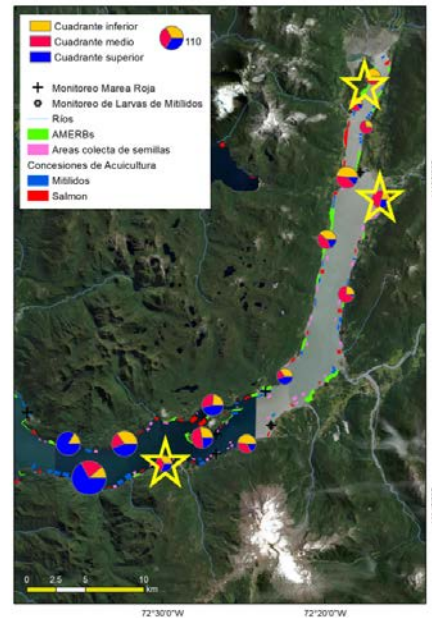 Cuadrante inferior
Cuadrante medio
Cuadrante superior
110
Monitoreo Marea Roja
Monitoreo de Larvas de Mitílidos
Ríos
AMERBs
Areas colecta de semillas
Concesiones de Acuicultura
Mitilidos
Salmon
0 2.5 5 10
km
72°30'0"W 72°20'0"W